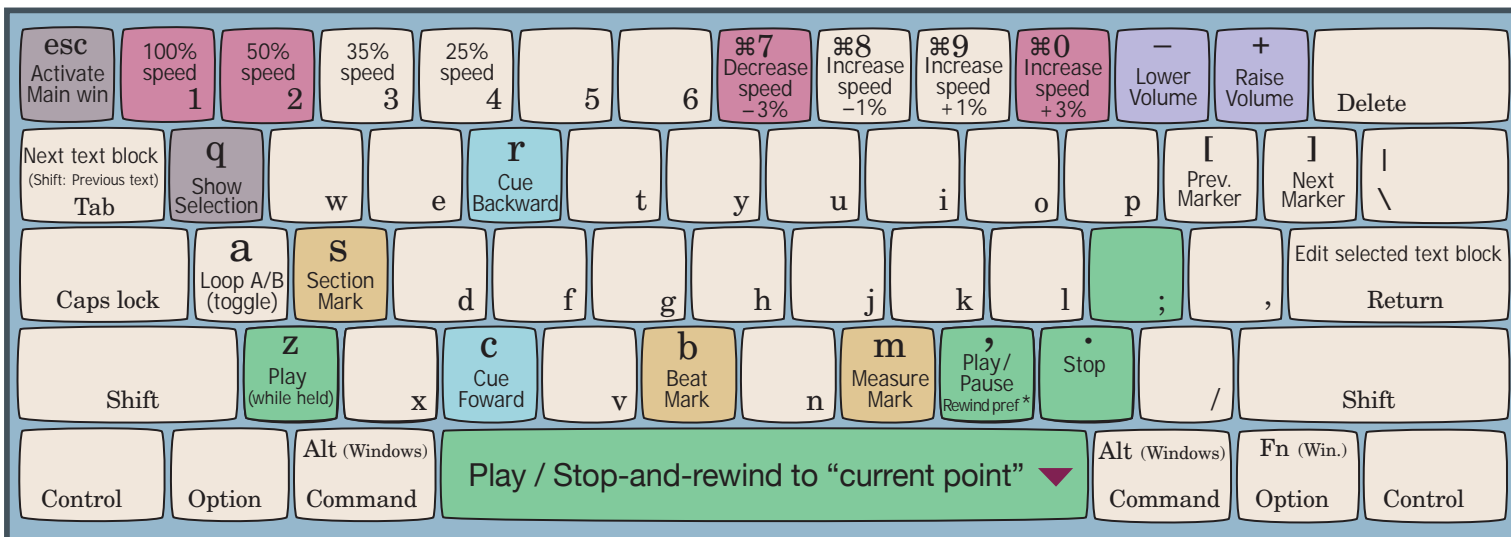 esc
Activate
Main win
100%
speed
1
50%
speed
2
35%
speed
3
25%
speed
4
5
6
⌘7
Decrease
speed
–3%
⌘8
Increase
speed
–1%
⌘9
Increase
speed
+1%
⌘0
Increase
speed
+3%
–
Lower
Volume
+
Raise
Volume
Delete
Next text block
(Shift: Previous text)
Tab
q
Show
Selection
w
e
r
Cue
Backward
t
y
u
i
o
p
[
Prev.
Marker
]
Next
Marker
|
\
Caps lock
a
Loop A/B
(toggle)
s
Section
Mark
d
f
g
h
j
k
l
;
,
Edit selected text block
Return
Shift
z
Play
(while held)
x
c
Cue
Foward
v
b
Beat
Mark
n
m
Measure
Mark
,
Play/
Pause
Rewind pref *
.
Stop
/
Shift
Control
Option
Alt (Windows)
Command
Play / Stop-and-rewind to “current point”
Alt (Windows)
Command
Fn (Win.)
Option
Control